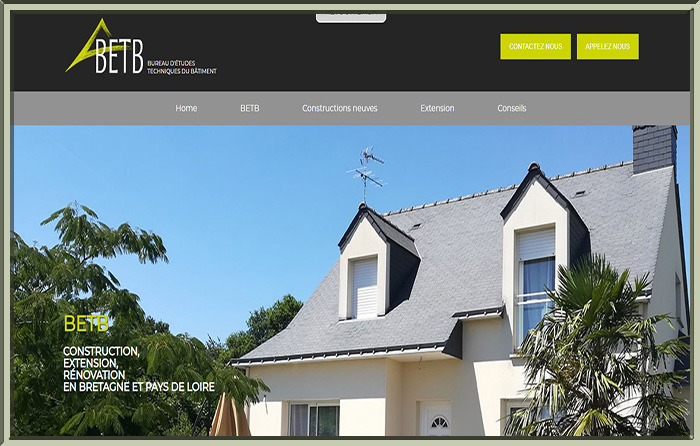 BETB
BUREAU D'ÉTUDES
TECHNIQUES DU BÂTIMENT
CONTACTEZ NOUS
APPELEZ NOUS
Home
BETB
Constructions neuves
Extension
Conseils
BETB
CONSTRUCTION,
EXTENSION,
RÉNOVATION
EN BRETAGNE ET PAYS DE LOIRE